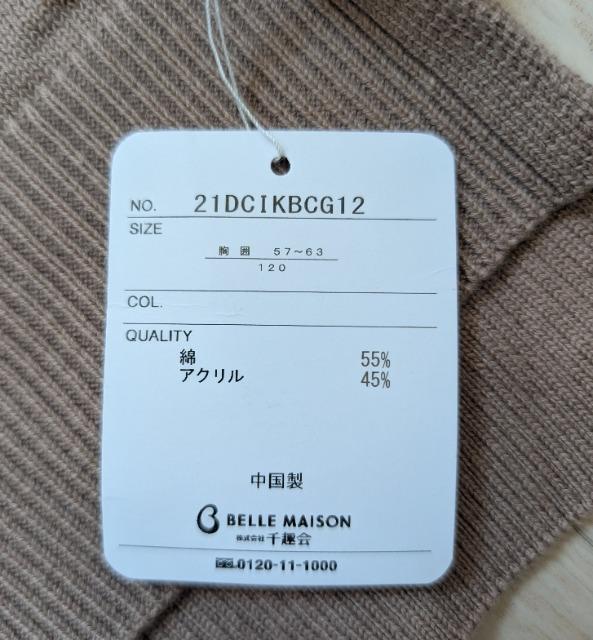 NO. 21DCIKBCG12
SIZE
胸囲 57~63
120
COL.
QUALITY
綿 55%
アクリル 45%
中国製
BELLE MAISON
株式会社千趣会
0120-11-1000